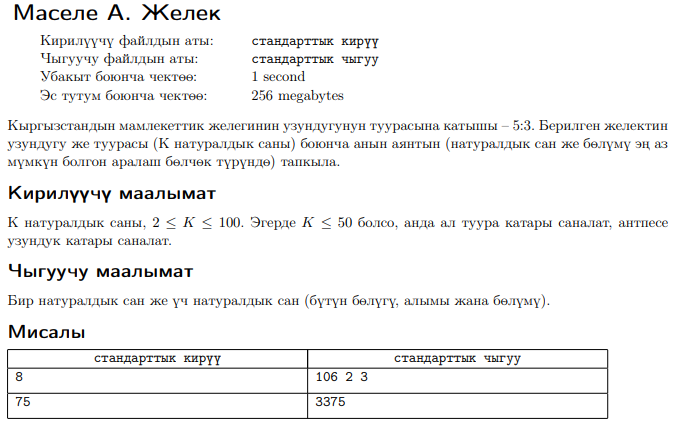 Маселе А. Желек
Кирилүүчү файлдын аты: стандарттык кирүү
Чыгуучу файлдын аты: стандарттык чыгуу
Убакыт боюнча чектөө: 1 second
Эс тутум боюнча чектөө: 256 megabytes
Кыргызстандын мамлекеттик желегинин узундугунун туурасына катышы – 5:3. Берилген желектин
узундугу же туурасы (K натуралдык саны) боюнча анын аянтын (натуралдык сан же бөлүмү эң аз
мүмкүн болгон аралаш бөлчөк түрүндө) тапкыла.
Кирилүүчү маалымат
K натуралдык саны, 2 ≤ K ≤ 100. Эгерде K ≤ 50 болсо, анда ал туура катары саналат, антпесе
узундук катары саналат.
Чыгуучу маалымат
Бир натуралдык сан же үч натуралдык сан (бүтүн бөлүгү, алымы жана бөлүмү).
Мисалы
стандарттык кирүү стандарттык чыгуу
8 106 2 3
75 3375